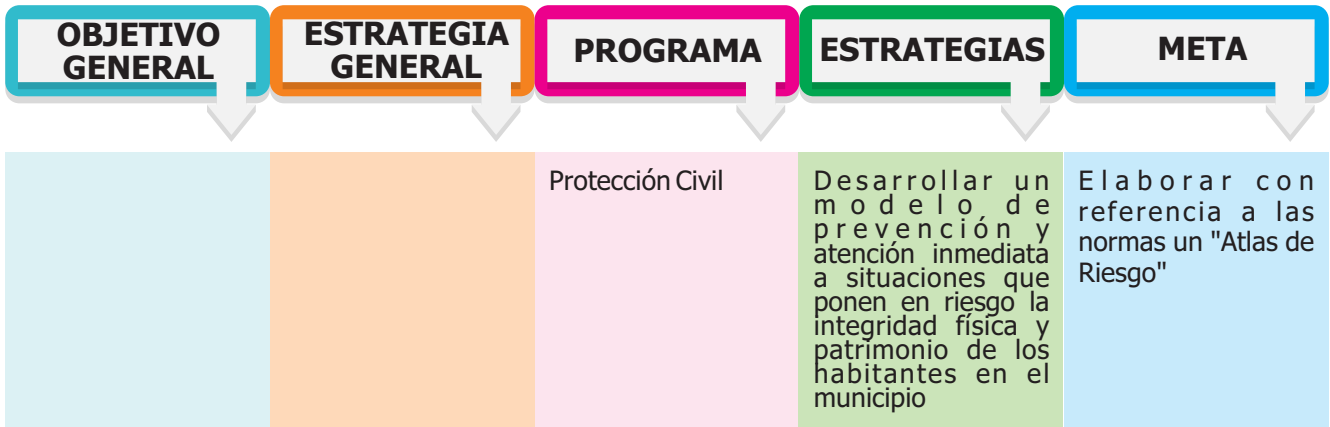 OBJETIVO
GENERAL
ESTRATEGIA
GENERAL
PROGRAMA
ESTRATEGIAS
META
Protección Civil
Desarrollar un
modelo de
prevención y
atención inmediata
a situaciones que
ponen en riesgo la
integridad física y
patrimonio de los
habitantes en el
municipio
Elaborar con
referencia a las
normas un "Atlas de
Riesgo"